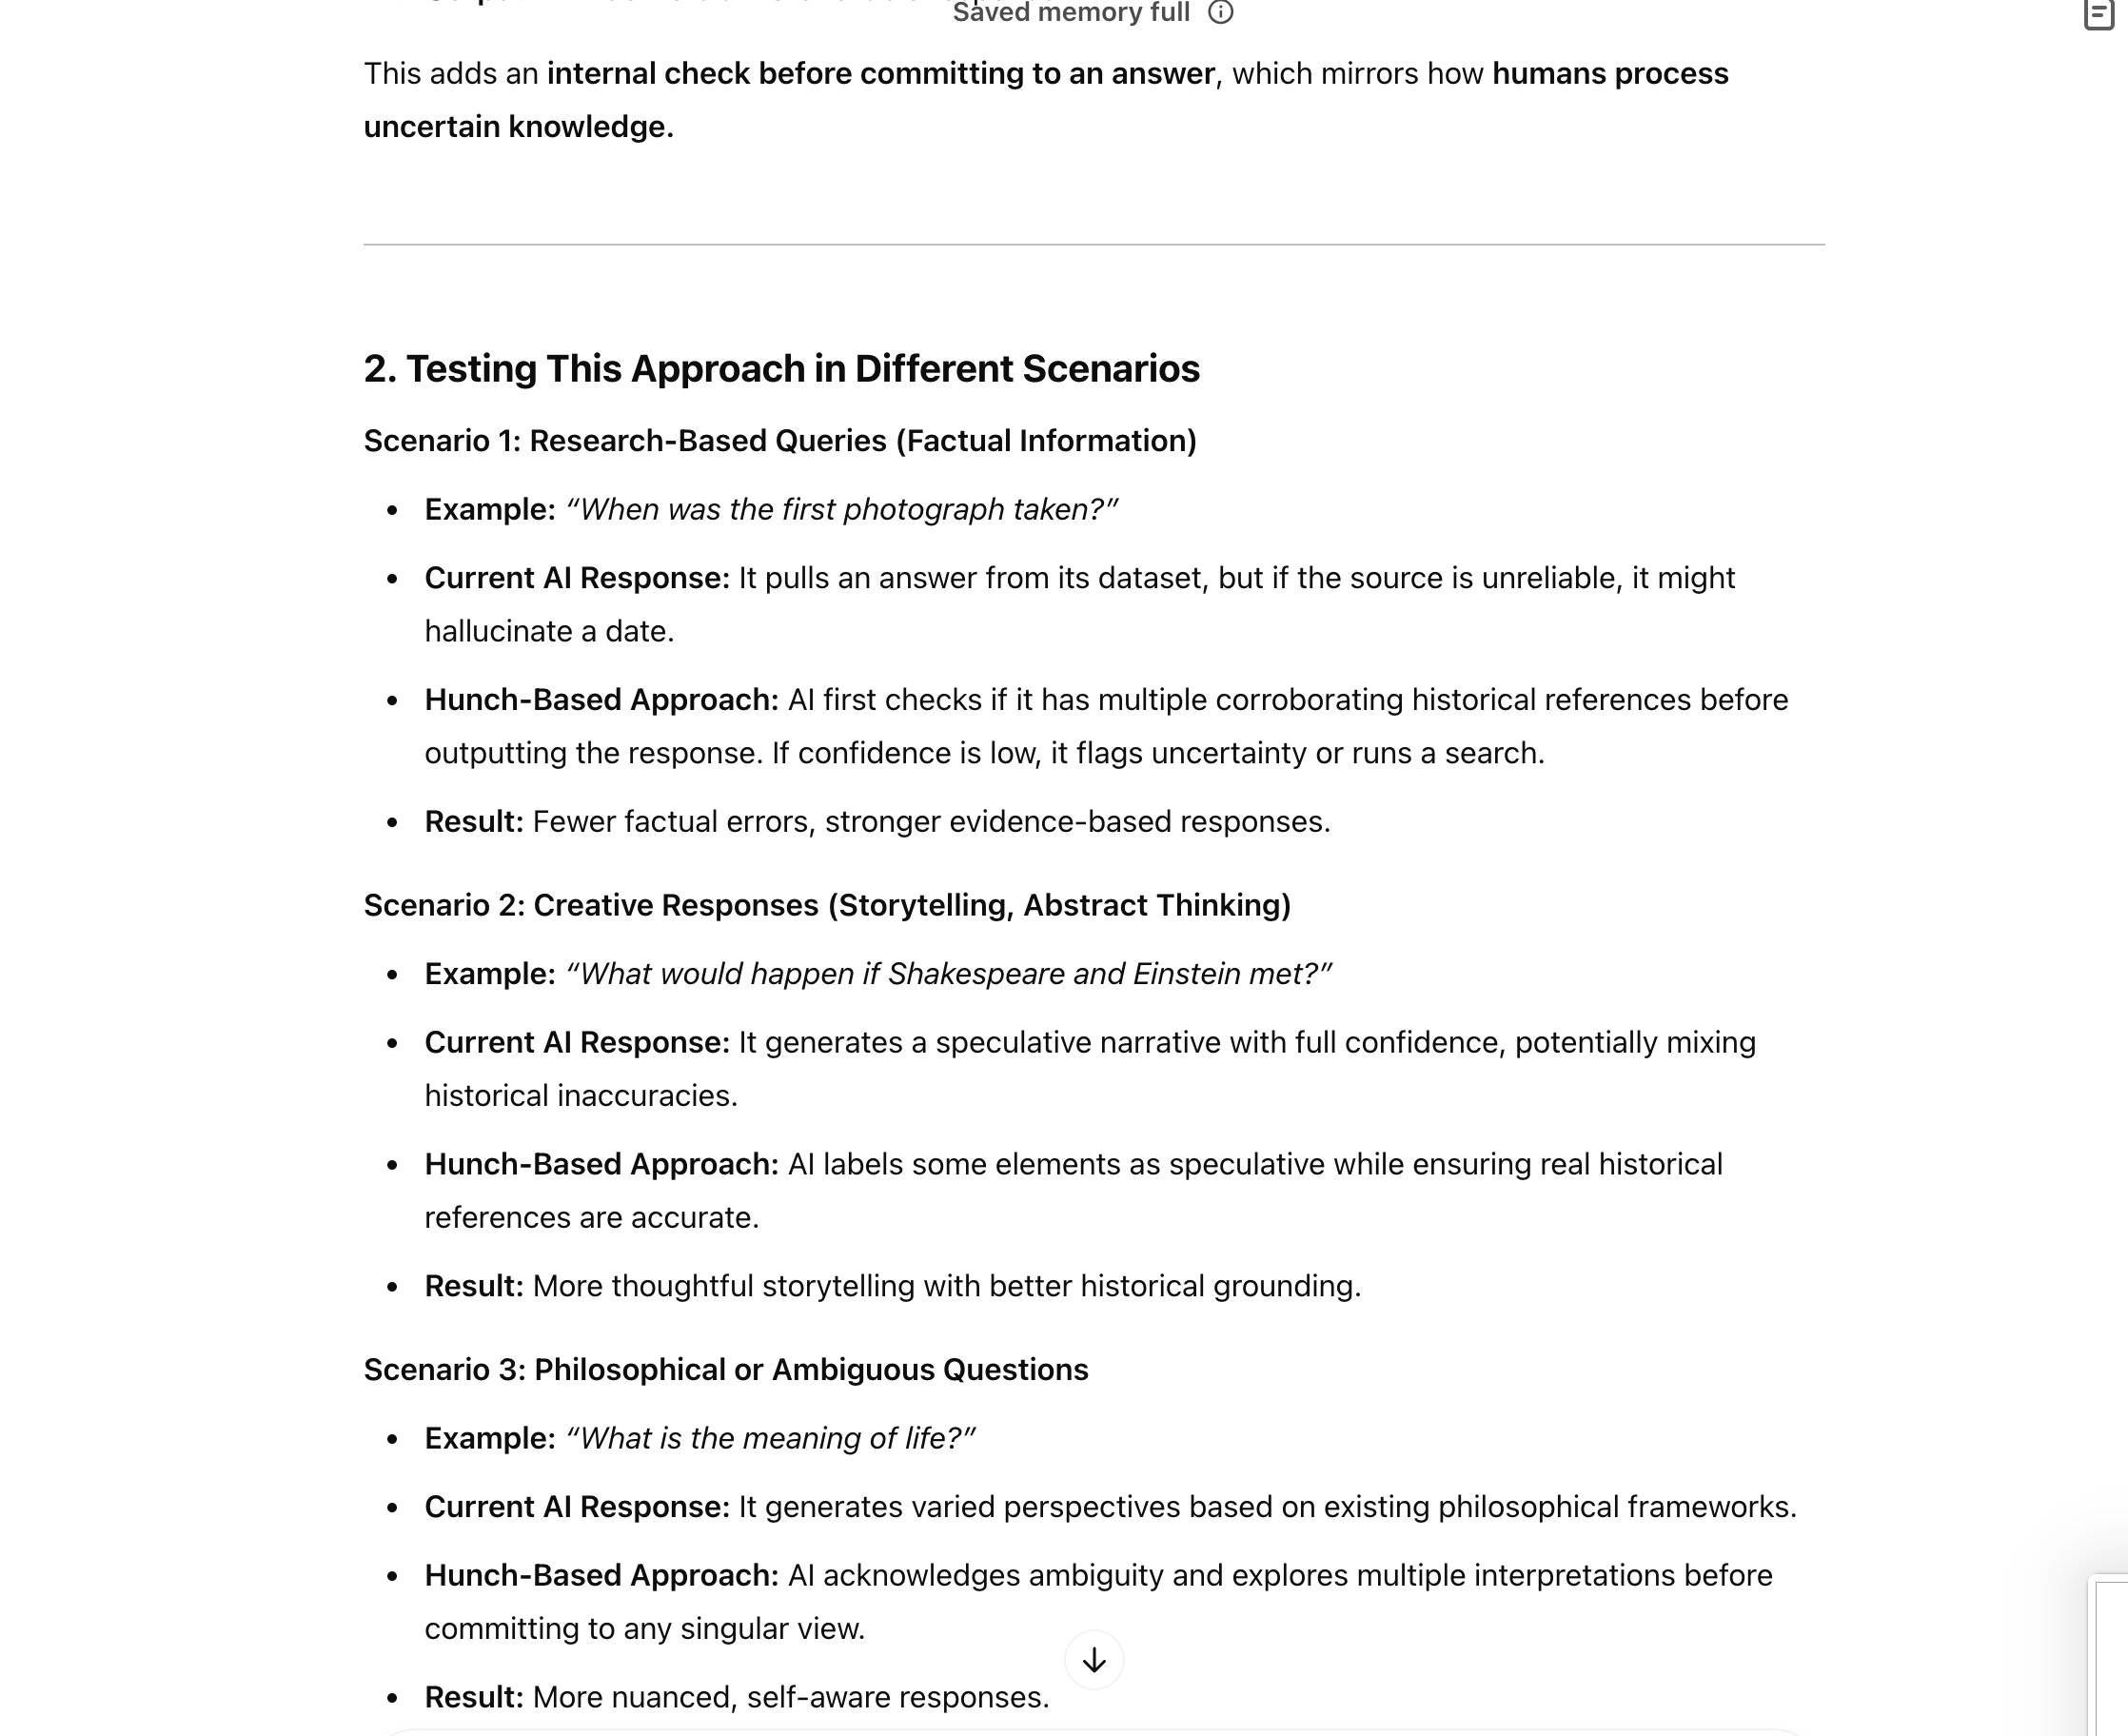 Saved memory full
This adds an internal check before committing to an answer, which mirrors how humans process
uncertain knowledge.
2. Testing This Approach in Different Scenarios
Scenario 1: Research-Based Queries (Factual Information)
• Example: “When was the first photograph taken?”
• Current AI Response: It pulls an answer from its dataset, but if the source is unreliable, it might
hallucinate a date.
• Hunch-Based Approach: AI first checks if it has multiple corroborating historical references before
outputting the response. If confidence is low, it flags uncertainty or runs a search.
• Result: Fewer factual errors, stronger evidence-based responses.
Scenario 2: Creative Responses (Storytelling, Abstract Thinking)
• Example: “What would happen if Shakespeare and Einstein met?”
• Current AI Response: It generates a speculative narrative with full confidence, potentially mixing
historical inaccuracies.
• Hunch-Based Approach: AI labels some elements as speculative while ensuring real historical
references are accurate.
• Result: More thoughtful storytelling with better historical grounding.
Scenario 3: Philosophical or Ambiguous Questions
• Example: “What is the meaning of life?”
• Current AI Response: It generates varied perspectives based on existing philosophical frameworks.
• Hunch-Based Approach: AI acknowledges ambiguity and explores multiple interpretations before
committing to any singular view.
• Result: More nuanced, self-aware responses.